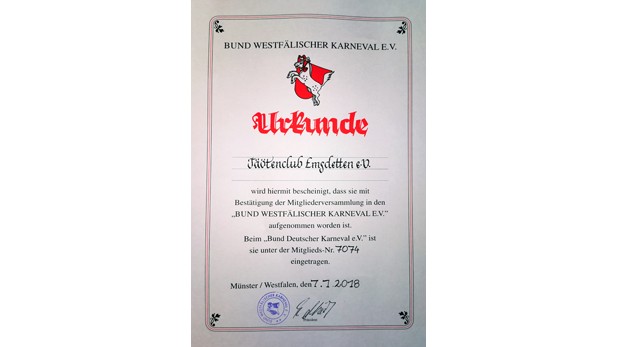 BUND WESTFÄLISCHER KARNEVAL E.V.
Urkunde
Täötenclub Emsdetten e.V.
wird hiermit bescheinigt, dass sie mit
Bestätigung der Mitgliederversammlung in den
„BUND WESTFÄLISCHER KARNEVAL E.V."
aufgenommen worden ist.
Beim „Bund Deutscher Karneval e.V." ist
sie unter der Mitglieds-Nr. 7074
eingetragen.
Münster / Westfalen, den 7.1.2018